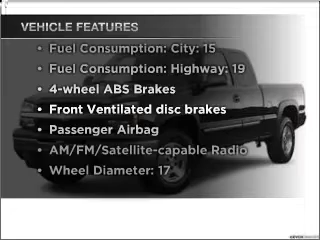 VEHICLE FEATURES
• Fuel Consumption: City: 15
• Fuel Consumption: Highway: 19
• 4-wheel ABS Brakes
• Front Ventilated disc brakes
• Passenger Airbag
• AM/FM/Satellite-capable Radio
• Wheel Diameter: 17